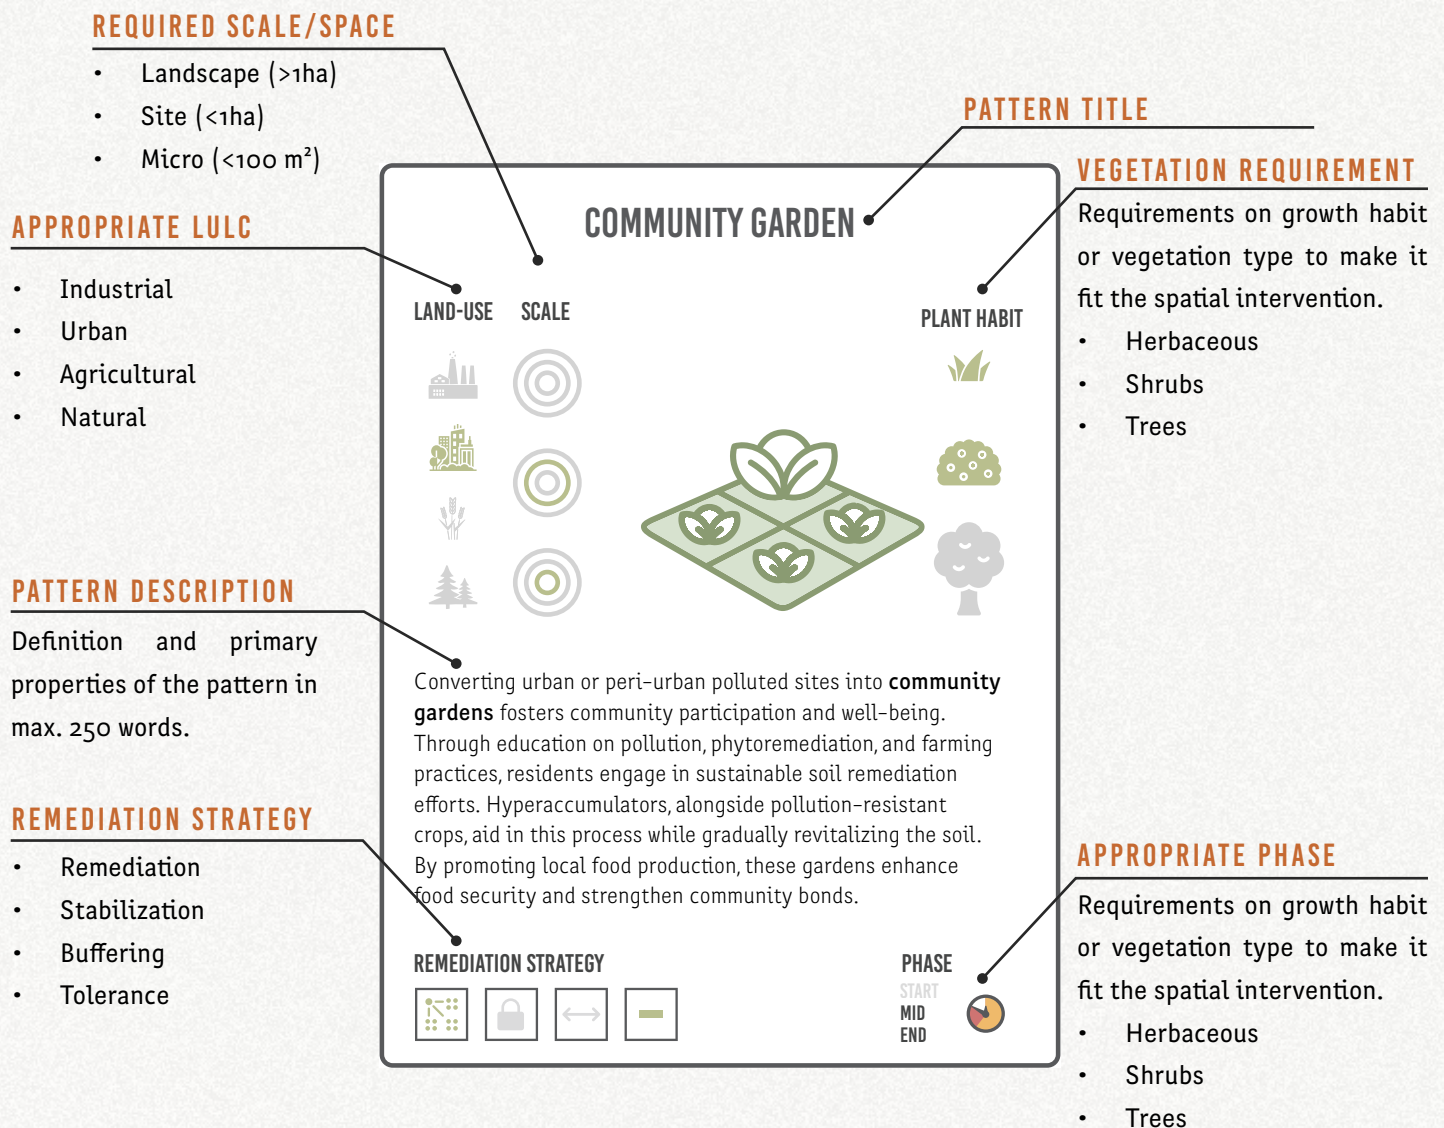 REQUIRED SCALE/SPACE
• Landscape (>1ha)
• Site (<1ha)
• Micro (<100 m²)
APPROPRIATE LULC
• Industrial
• Urban
• Agricultural
• Natural
PATTERN DESCRIPTION
Definition and primary
properties of the pattern in
max. 250 words.
REMEDIATION STRATEGY
• Remediation
• Stabilization
• Buffering
• Tolerance
COMMUNITY GARDEN
LAND-USE SCALE
PLANT HABIT
Converting urban or peri-urban polluted sites into community
gardens fosters community participation and well-being.
Through education on pollution, phytoremediation, and farming
practices, residents engage in sustainable soil remediation
efforts. Hyperaccumulators, alongside pollution-resistant
crops, aid in this process while gradually revitalizing the soil.
By promoting local food production, these gardens enhance
food security and strengthen community bonds.
REMEDIATION STRATEGY
PHASE
START
MID
END
PATTERN TITLE
VEGETATION REQUIREMENT
Requirements on growth habit
or vegetation type to make it
fit the spatial intervention.
• Herbaceous
• Shrubs
• Trees
APPROPRIATE PHASE
Requirements on growth habit
or vegetation type to make it
fit the spatial intervention.
• Herbaceous
• Shrubs
• Trees